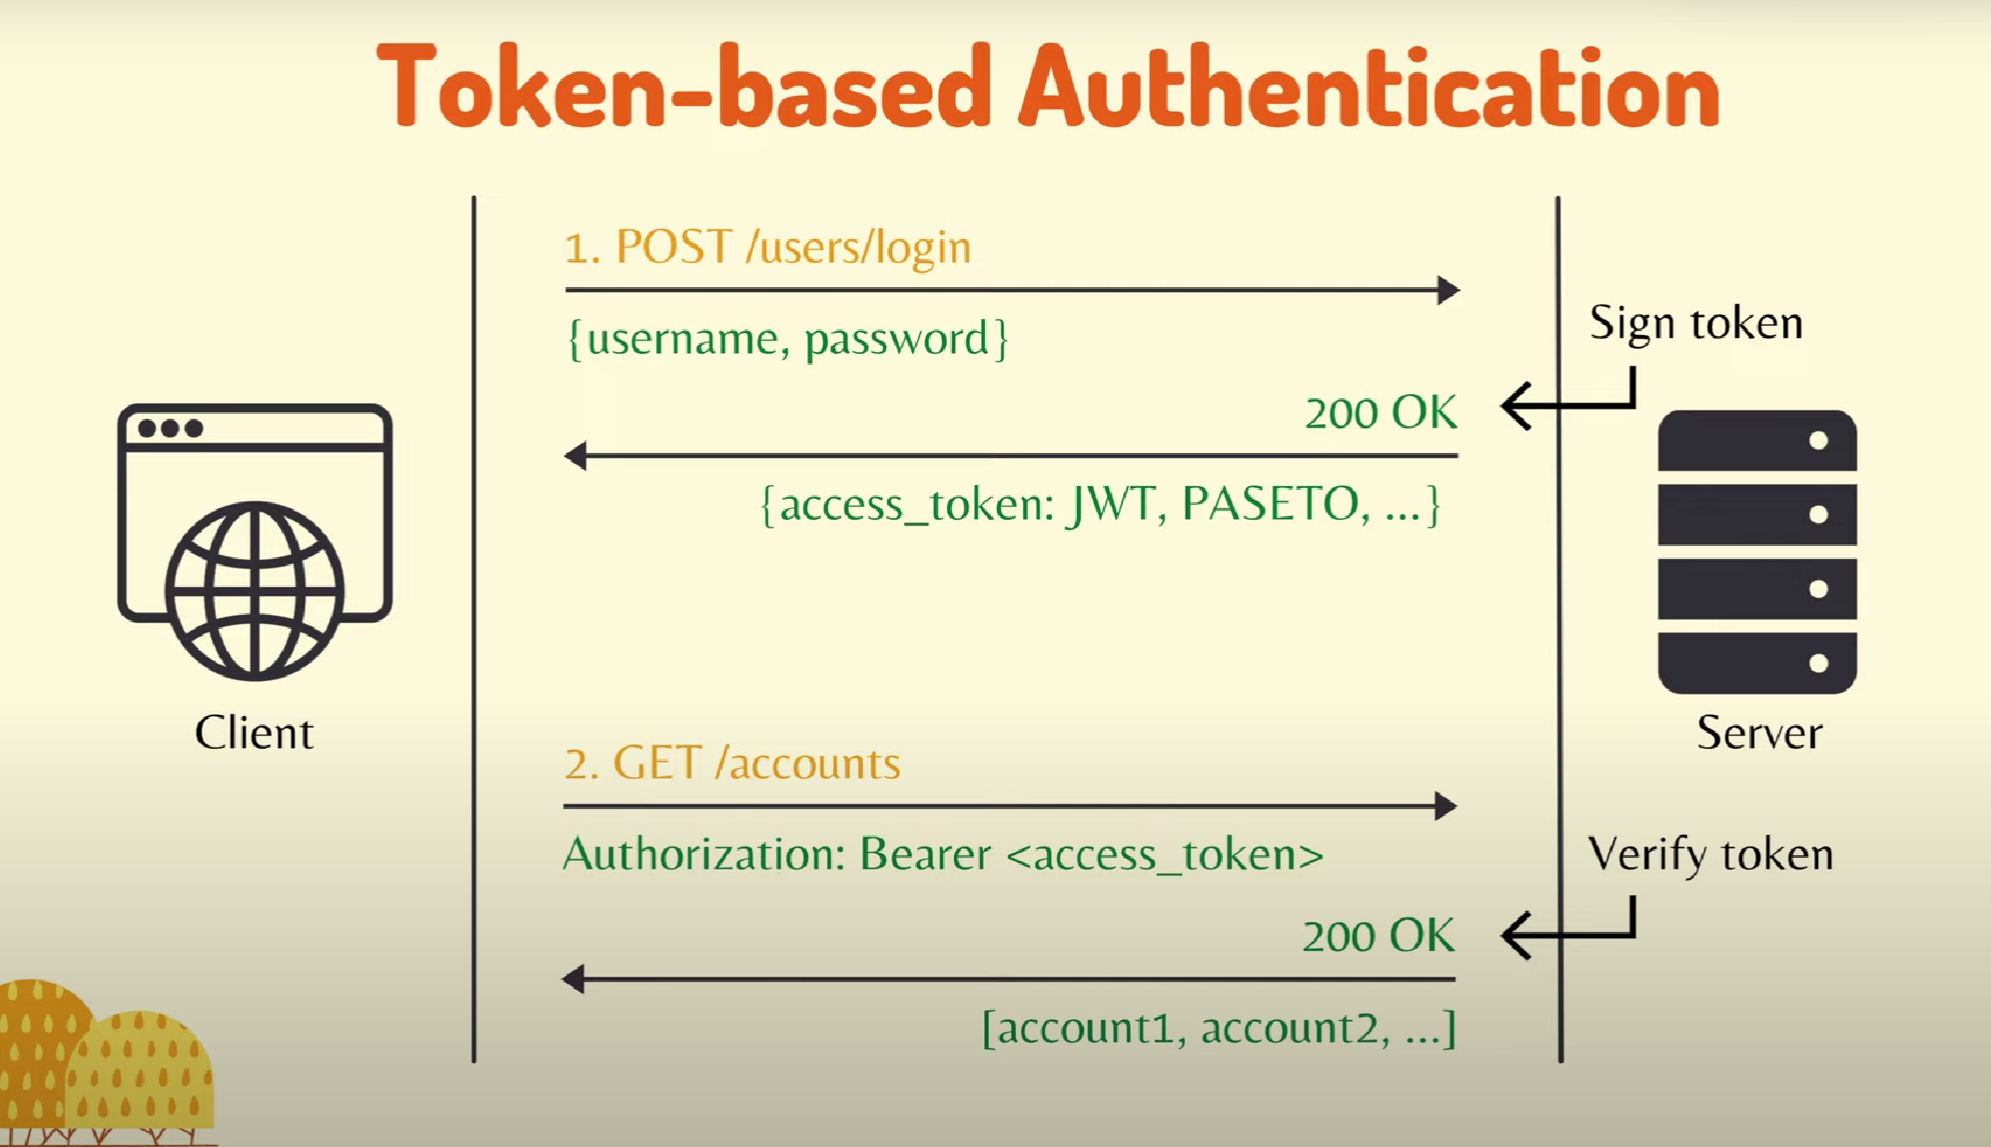 Token-based Authentication
1. POST /users/login
{username, password}
Sign token
200 OK
{access_token: JWT, PASETO, ...}
Client
Server
2. GET /accounts
Authorization: Bearer <access_token>
Verify token
200 OK
[account1, account2, ...]